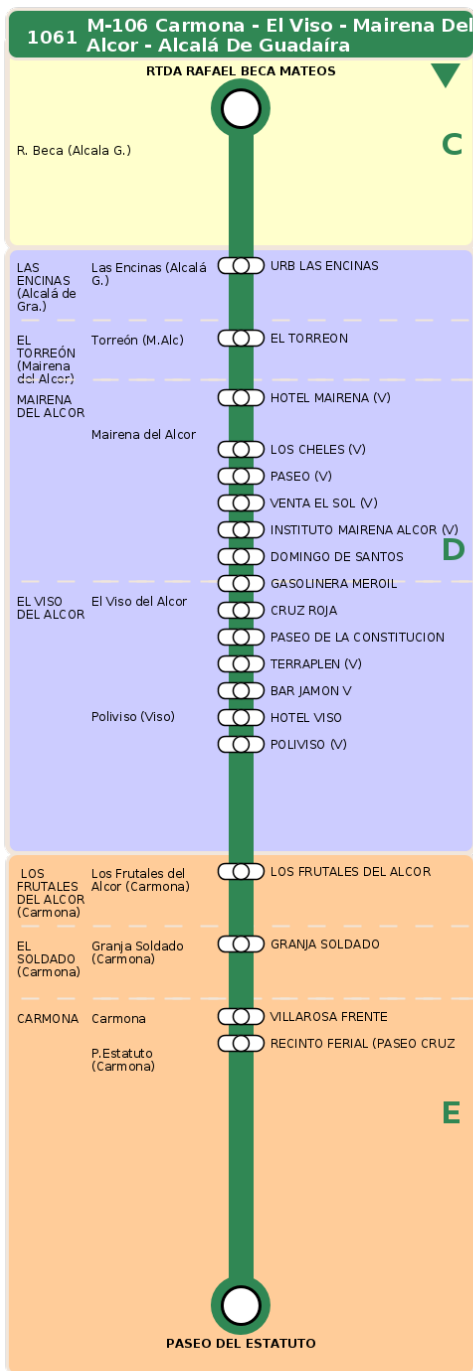 1061
M-106 Carmona - El Viso - Mairena Del
Alcor - Alcalá De Guadaíra
RTDA RAFAEL BECA MATEOS
C
R. Beca (Alcala G.)
LAS
ENCINAS
(Alcalá de
Gra.)
Las Encinas (Alcalá
G.)
URB LAS ENCINAS
EL
TORREÓN
(Mairena
del Alcor)
Torreón (M.Alc)
EL TORREON
MAIRENA
DEL ALCOR
HOTEL MAIRENA (V)
Mairena del Alcor
LOS CHELES (V)
PASEO (V)
VENTA EL SOL (V)
INSTITUTO MAIRENA ALCOR (V)
D
DOMINGO DE SANTOS
GASOLINERA MEROIL
EL VISO
DEL ALCOR
El Viso del Alcor
CRUZ ROJA
PASEO DE LA CONSTITUCION
TERRAPLEN (V)
BAR JAMON V
Poliviso (Viso)
HOTEL VISO
POLIVISO (V)
LOS
FRUTALES
DEL ALCOR
(Carmona)
Los Frutales del
Alcor (Carmona)
LOS FRUTALES DEL ALCOR
EL
SOLDADO
(Carmona)
Granja Soldado
(Carmona)
GRANJA SOLDADO
CARMONA
Carmona
VILLAROSA FRENTE
P.Estatuto
(Carmona)
RECINTO FERIAL (PASEO CRUZ
E
PASEO DEL ESTATUTO